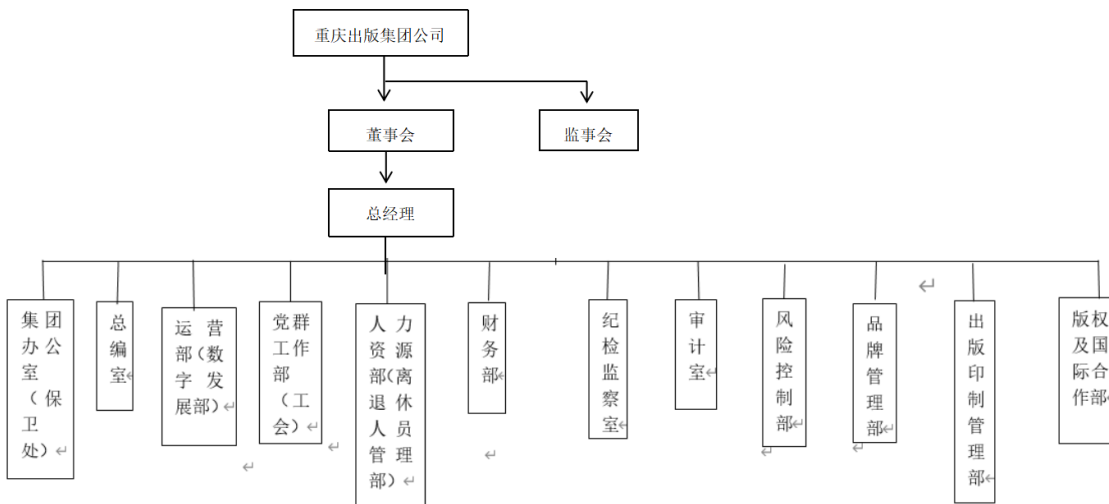 重庆出版集团公司
董事会
监事会
总经理
集团
办公
室
（保
卫
处）
总
编
室
运营
部（数
字发
展部）
党群
工作
部
（工
会）
人力
资源
部（离
退休
人员
管理
部）
财
务
部
纪
检
监
察
室
审
计
室
风
险
控
制
部
品
牌
管
理
部
出
版
印
制
管
理
部
版权
及国
际合
作部